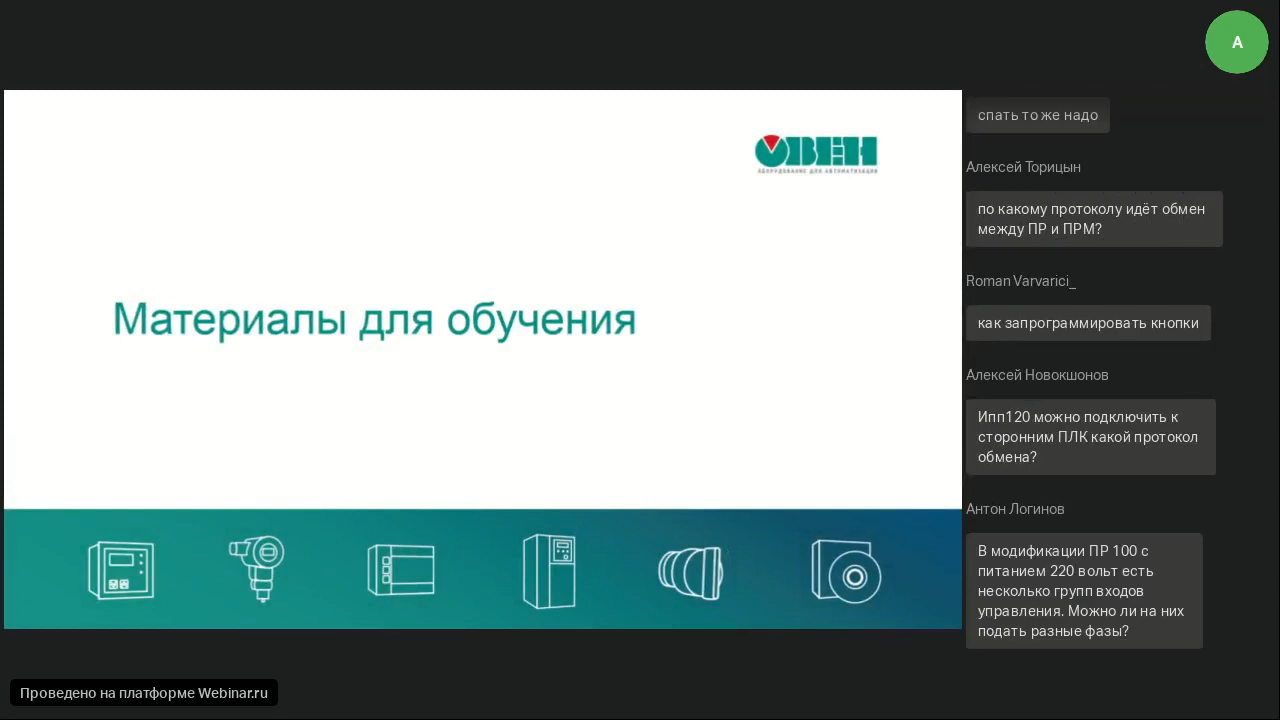 А
ОВЕН
ОБОРУДОВАНИЕ ДЛЯ АВТОМАТИЗАЦИИ
Материалы для обучения
спать то же надо
Алексей Торицын
по какому протоколу идёт обмен
между ПР и ПРМ?
Roman Varvarici_
как запрограммировать кнопки
Алексей Новокшонов
Ипп120 можно подключить к
сторонним ПЛК какой протокол
обмена?
Антон Логинов
В модификации ПР 100 с
питанием 220 вольт есть
несколько групп входов
управления. Можно ли на них
подать разные фазы?
Проведено на платформе Webinar.ru